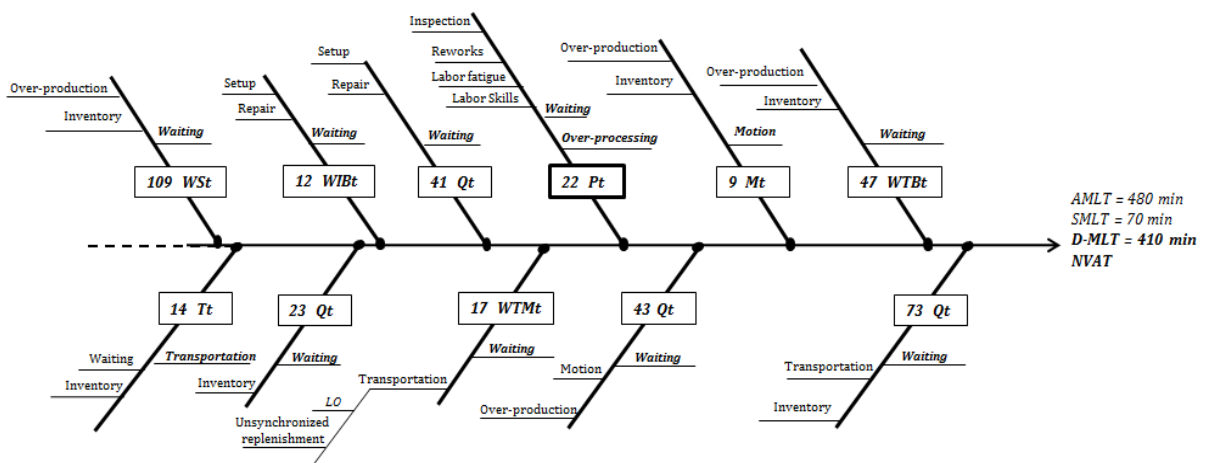 Over-production
Inventory
Waiting
109 WSt
Setup
Repair
Waiting
12 WIBt
Setup
Repair
Waiting
41 Qt
Inspection
Reworks
Labor fatigue
Labor Skills
Waiting
Over-processing
22 Pt
Over-production
Inventory
Motion
9 Mt
Over-production
Inventory
Waiting
47 WTBt
AMLT = 480 min
SMLT = 70 min
D-MLT = 410 min
NVAT
14 Tt
Waiting
Transportation
Inventory
23 Qt
Waiting
Inventory
17 WTMt
Waiting
Transportation
LO
Unsynchronized
replenishment
43 Qt
Waiting
Motion
Over-production
73 Qt
Waiting
Transportation
Inventory